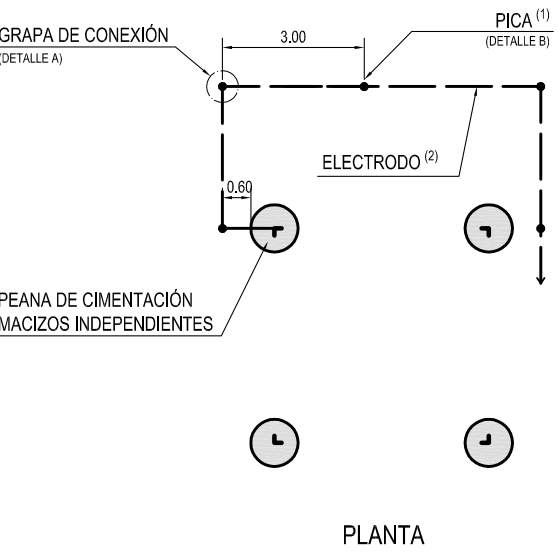 GRAPA DE CONEXIÓN
(DETALLE A)
3.00
PICA (1)
(DETALLE B)
ELECTRODO (2)
0.60
PEANA DE CIMENTACIÓN
MACIZOS INDEPENDIENTES
PLANTA